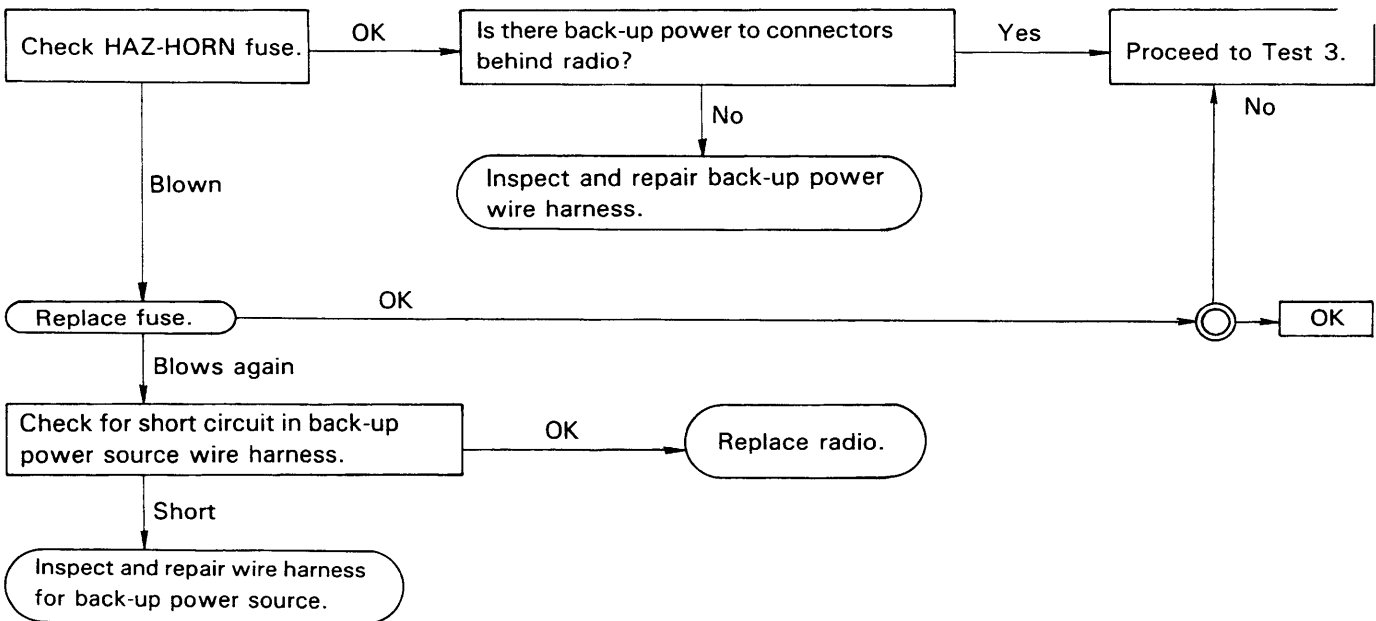 Check HAZ-HORN fuse.
OK
Is there back-up power to connectors
behind radio?
Yes
Proceed to Test 3.
No
No
Inspect and repair back-up power
wire harness.
Blown
Replace fuse.
OK
OK
Blows again
Check for short circuit in back-up
power source wire harness.
OK
Replace radio.
Short
Inspect and repair wire harness
for back-up power source.